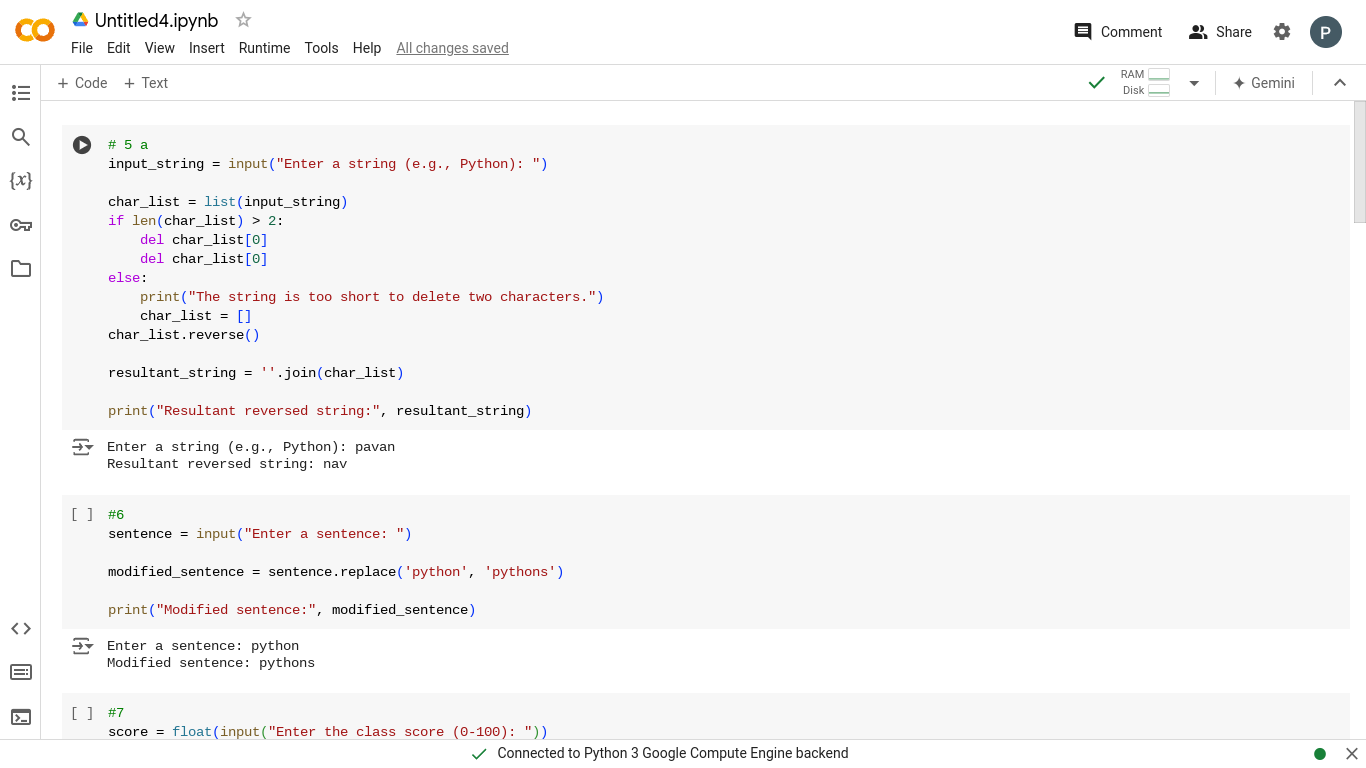 Untitled4.ipynb
File Edit View Insert Runtime Tools Help All changes saved
Comment Share P
+ Code + Text
RAM
Disk
Gemini
# 5 a
input_string = input("Enter a string (e.g., Python): ")
char_list = list(input_string)
if len(char_list) > 2:
    del char_list[0]
    del char_list[0]
else:
    print("The string is too short to delete two characters.")
    char_list = []
char_list.reverse()
resultant_string = ''.join(char_list)
print("Resultant reversed string:", resultant_string)
Enter a string (e.g., Python): pavan
Resultant reversed string: nav
[ ] #6
sentence = input("Enter a sentence: ")
modified_sentence = sentence.replace('python', 'pythons')
print("Modified sentence:", modified_sentence)
Enter a sentence: python
Modified sentence: pythons
[ ] #7
score = float(input("Enter the class score (0-100): "))
{x}
Connected to Python 3 Google Compute Engine backend